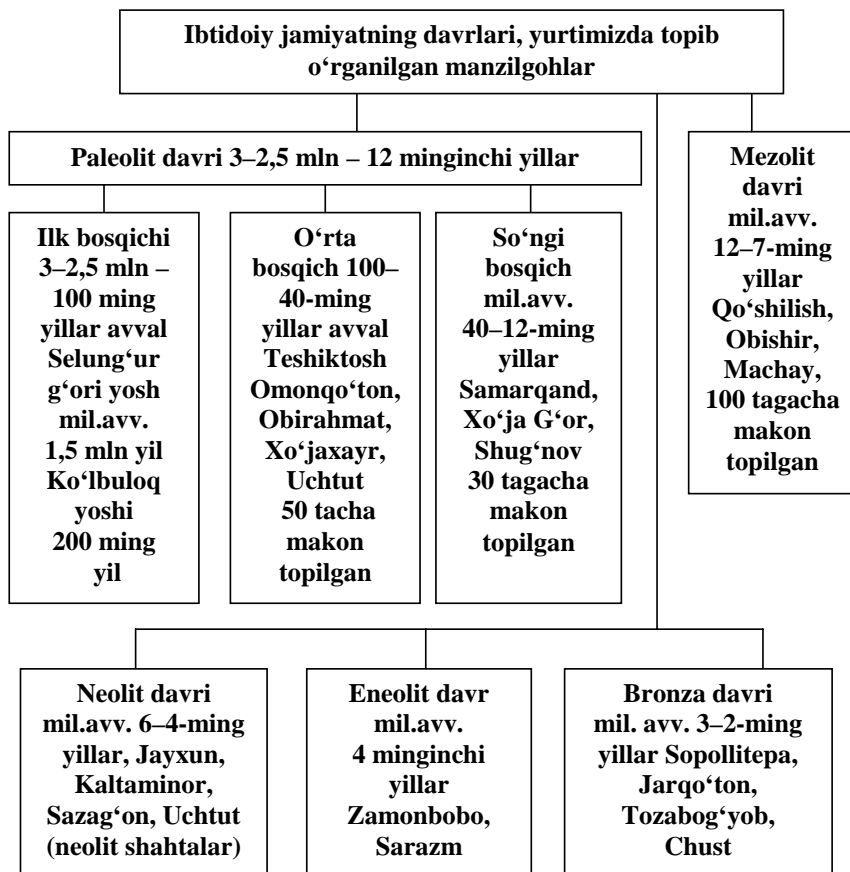 Ibtidoiy jamiyatning davrlari, yurtimizda topib
o‘rganilgan manzilgohlar
Paleolit davri 3–2,5 mln – 12 minginchi yillar
Ilk bosqichi
3–2,5 mln –
100 ming
yillar avval
Selung‘ur
g‘ori yosh
mil.avv.
1,5 mln yil
Ko‘lbuloq
yoshi
200 ming
yil
O‘rta
bosqich 100–
40-ming
yillar avval
Teshiktosh
Omonqo‘ton,
Obirahmat,
Xo‘jaxayr,
Uchtut
50 tacha
makon
topilgan
So‘ngi
bosqich
mil.avv.
40–12-ming
yillar
Samarqand,
Xo‘ja G‘or,
Shug‘nov
30 tagacha
makon
topilgan
Mezolit
davri
mil.avv.
12–7-ming
yillar
Qo‘shilish,
Obishir,
Machay,
100 tagacha
makon
topilgan
Neolit davri
mil.avv. 6–4-ming
yillar, Jayxun,
Kaltaminor,
Sazag‘on, Uchtut
(neolit shahtalar)
Eneolit davr
mil.avv.
4 minginchi
yillar
Zamonbobo,
Sarazm
Bronza davri
mil. avv. 3–2-ming
yillar Sopollitepa,
Jarqo‘ton,
Tozabog‘yob,
Chust